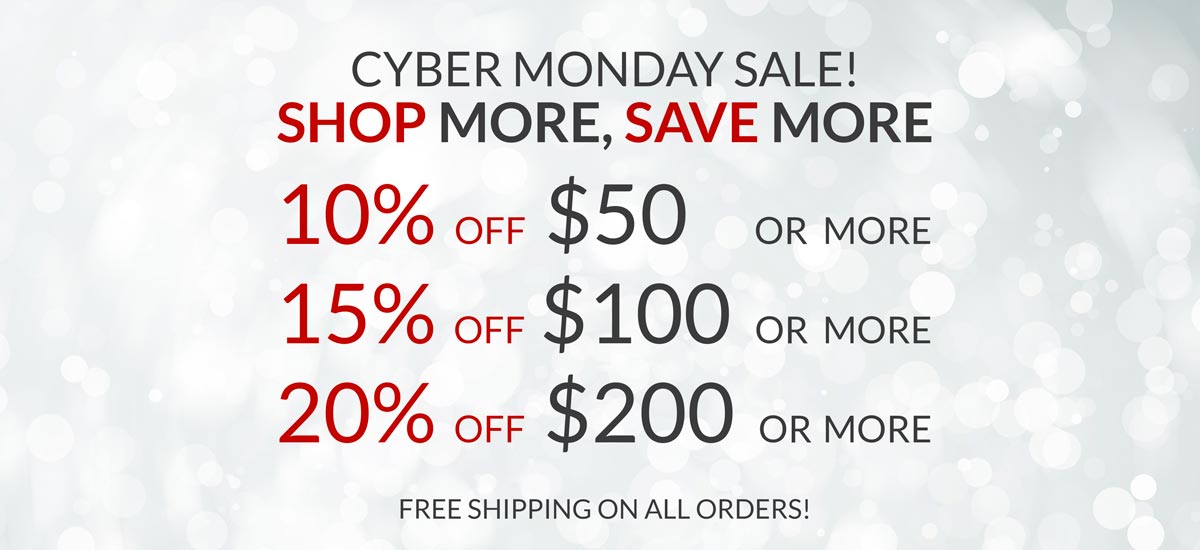 CYBER MONDAY SALE!
SHOP MORE, SAVE MORE
10% OFF $50 OR MORE
15% OFF $100 OR MORE
20% OFF $200 OR MORE
FREE SHIPPING ON ALL ORDERS!